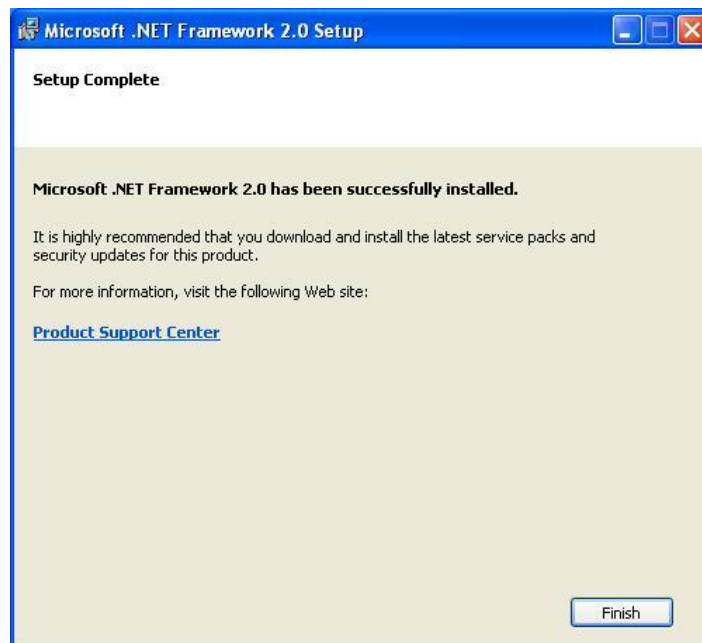 Microsoft .NET Framework 2.0 Setup
Setup Complete
Microsoft .NET Framework 2.0 has been successfully installed.
It is highly recommended that you download and install the latest service packs and
security updates for this product.
For more information, visit the following Web site:
Product Support Center
Finish